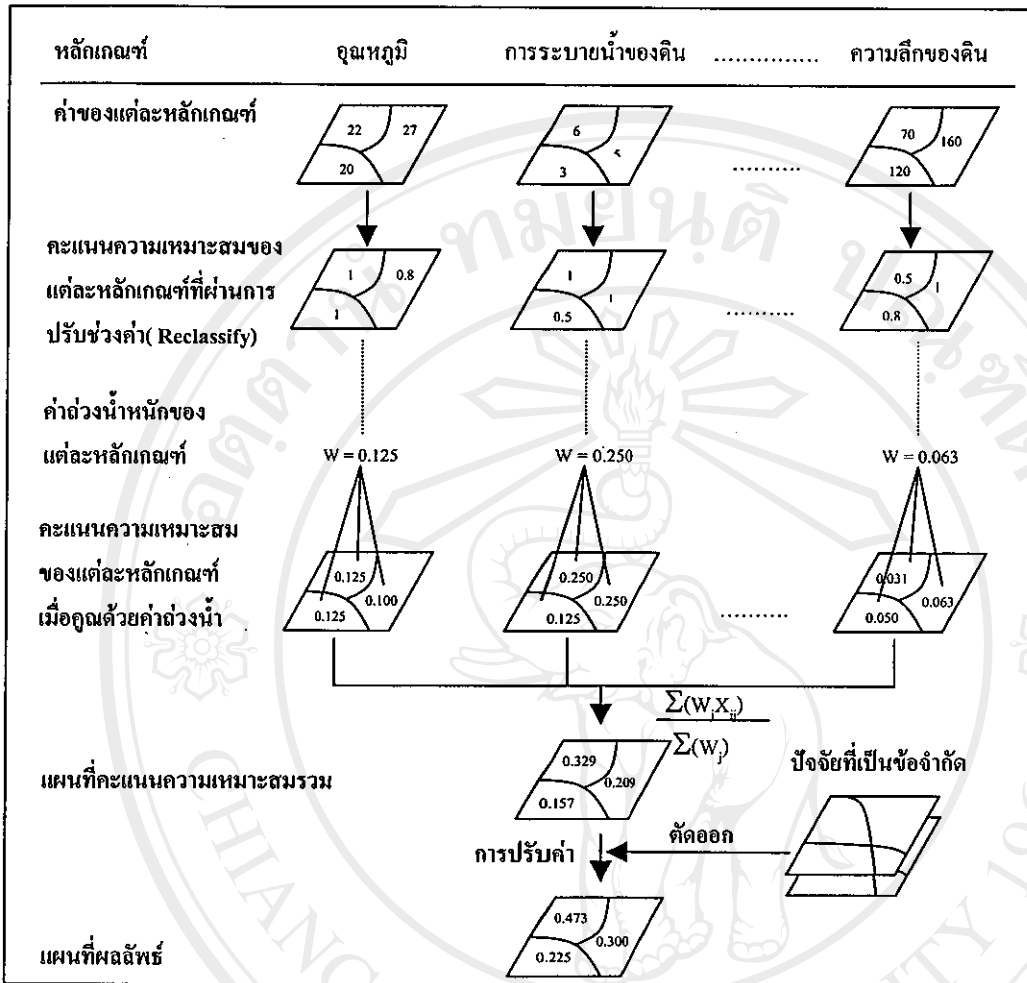 หลักเกณฑ์ อุณหภูมิ การระบายน้ำของดิน ............... ความลึกของดิน
ค่าของแต่ละหลักเกณฑ์
22 27 20
6 3
70 160 120
..........
คะแนนความเหมาะสมของ
แต่ละหลักเกณฑ์ที่ผ่านการ
ปรับช่วงค่า( Reclassify)
1 0.8 1
1 1 0.5
0.5 1 0.8
..........
ค่าถ่วงน้ำหนักของ
แต่ละหลักเกณฑ์
W = 0.125 W = 0.250 W = 0.063
คะแนนความเหมาะสม
ของแต่ละหลักเกณฑ์
เมื่อคูณด้วยค่าถ่วงน้ำ
0.125 0.100 0.125
0.250 0.250 0.125
0.031 0.063 0.050
..........
Σ(WjXij)
Σ(Wj)
แผนที่คะแนนความเหมาะสมรวม
0.329 0.209 0.157
ปัจจัยที่เป็นข้อจำกัด
การปรับค่า
ตัดออก
0.473 0.300 0.225
แผนที่ผลลัพธ์